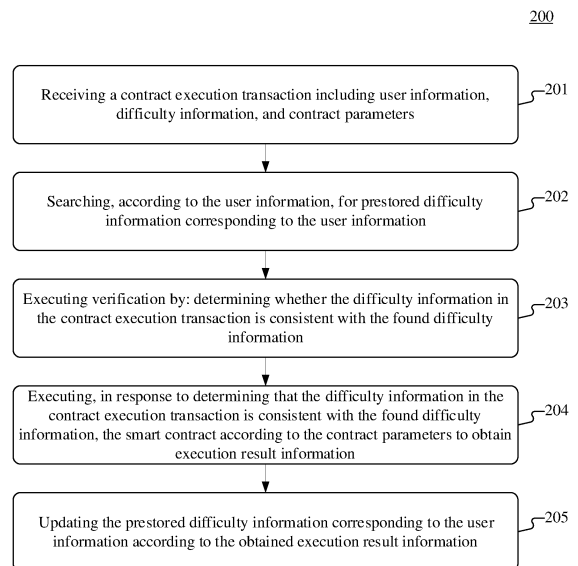 200
Receiving a contract execution transaction including user information,
difficulty information, and contract parameters
201
Searching, according to the user information, for prestored difficulty
information corresponding to the user information
202
Executing verification by: determining whether the difficulty information in
the contract execution transaction is consistent with the found difficulty
information
203
Executing, in response to determining that the difficulty information in the
contract execution transaction is consistent with the found difficulty
information, the smart contract according to the contract parameters to obtain
execution result information
204
Updating the prestored difficulty information corresponding to the user
information according to the obtained execution result information
205